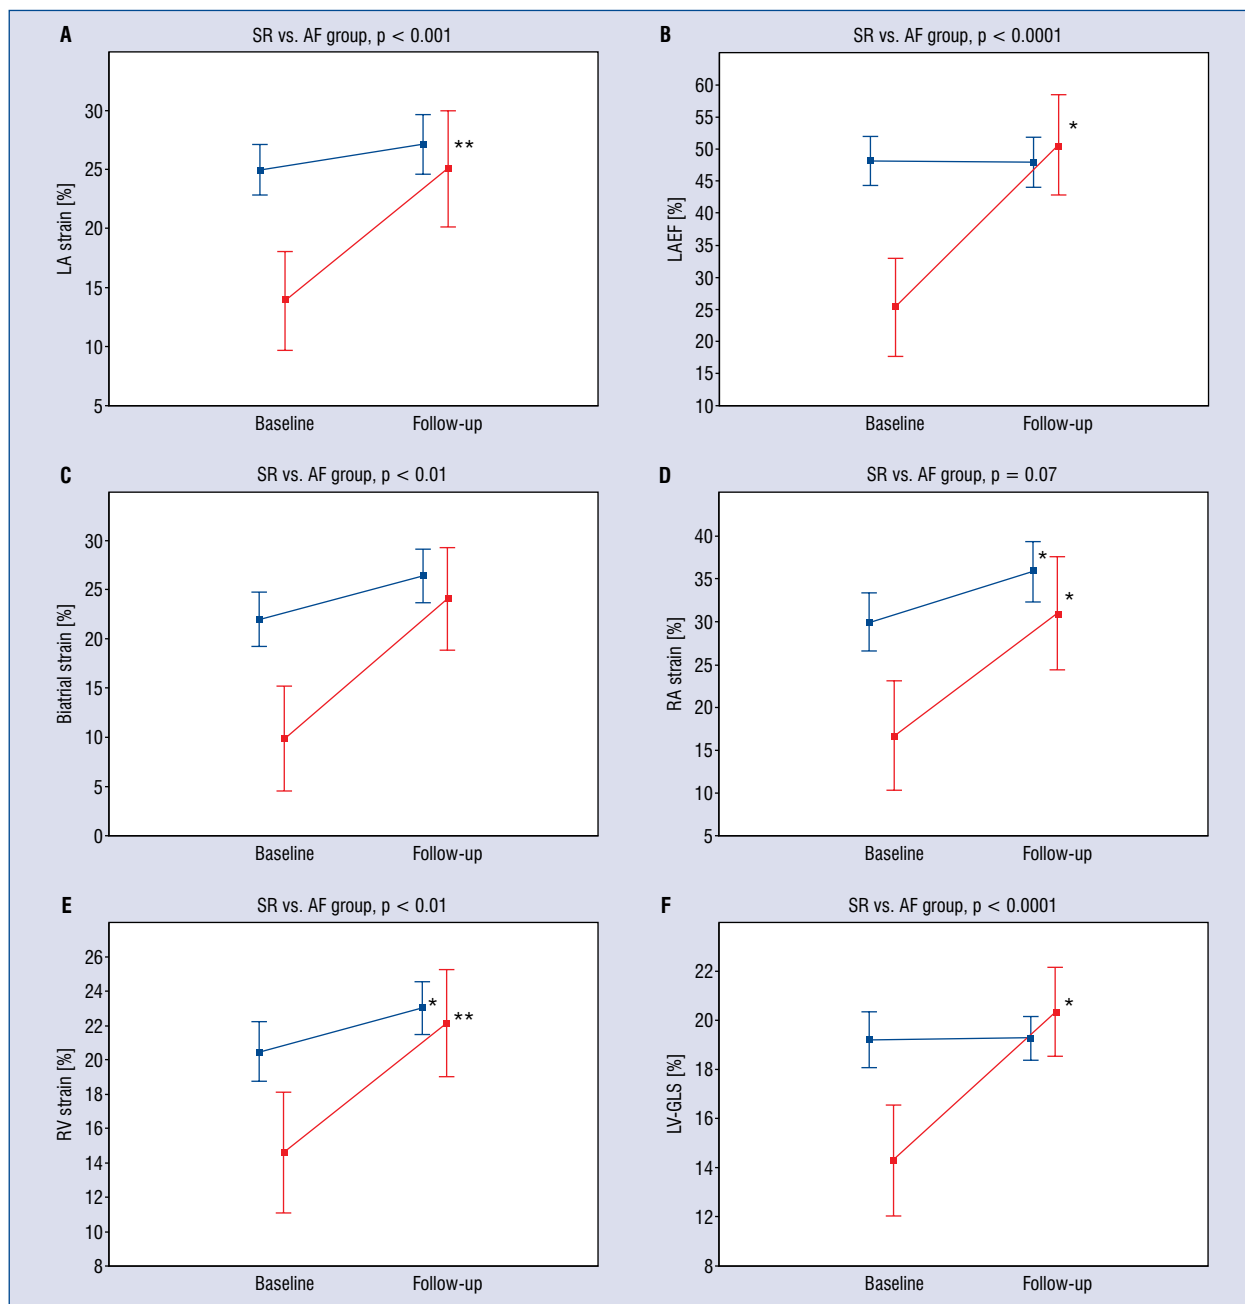 A
SR vs. AF group, p < 0.001
LA strain [%]
30
25
20
15
10
5
**
Baseline
Follow-up
B
SR vs. AF group, p < 0.0001
LAEF [%]
60
55
50
45
40
35
30
25
20
15
10
*
Baseline
Follow-up
C
SR vs. AF group, p < 0.01
Biatrial strain [%]
30
25
20
15
10
5
0
Baseline
Follow-up
D
SR vs. AF group, p = 0.07
RA strain [%]
40
35
30
25
20
15
10
5
*
*
Baseline
Follow-up
E
SR vs. AF group, p < 0.01
RV strain [%]
26
24
22
20
18
16
14
12
10
8
*
**
Baseline
Follow-up
F
SR vs. AF group, p < 0.0001
LV-GLS [%]
22
20
18
16
14
12
8
*
Baseline
Follow-up